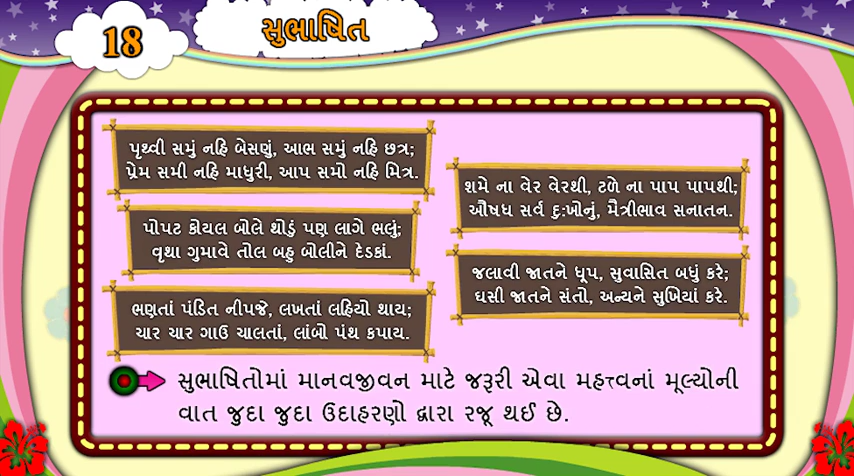 18
સુભાષિત
પૃથ્વી સમું નહિ બેસણું, આભ સમું નહિ છત્ર;
પ્રેમ સમી નહિ માધુરી, આપ સમો નહિ મિત્ર.
પોપટ કોયલ બોલે થોડું પણ લાગે ભલું;
વૃથા ગુમાવે તોલ બહુ બોલીને દેડકાં.
ભણતાં પંડિત નીપજે, લખતાં લહિયો થાય;
ચાર ચાર ગાઉ ચાલતાં, લાંબો પંથ કપાય.
શમે ના વેર વેરથી, ટળે ના પાપ પાપથી;
ઔષધ સર્વ દુઃખોનું, મૈત્રીભાવ સનાતન.
જલાવી જાતને ધૂપ, સુવાસિત બધું કરે;
ઘસી જાતને સંતો, અન્યને સુખિયાં કરે.
સુભાષિતોમાં માનવજીવન માટે જરૂરી એવા મહત્ત્વનાં મૂલ્યોની
વાત જુદા જુદા ઉદાહરણો દ્વારા રજૂ થઈ છે.